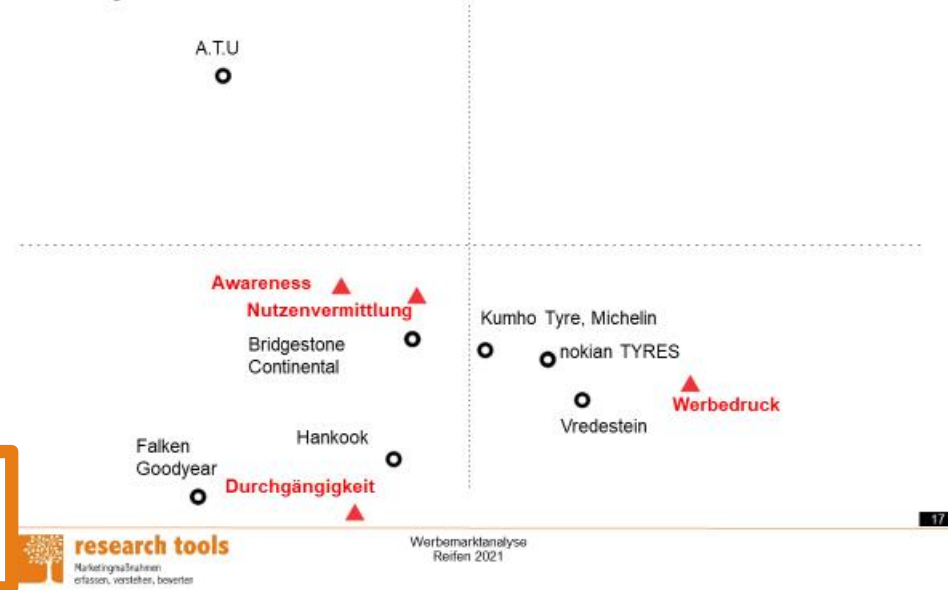 A.T.U
Awareness
Nutzenvermittlung
Kumho Tyre, Michelin
Bridgestone
Continental
nokian TYRES
Werbedruck
Vredestein
Hankook
Falken
Goodyear
Durchgängigkeit
17
research tools
Marketingmaßnahmen
erfassen, verstehen, bewerten
Werbemarktanalyse
Reifen 2021